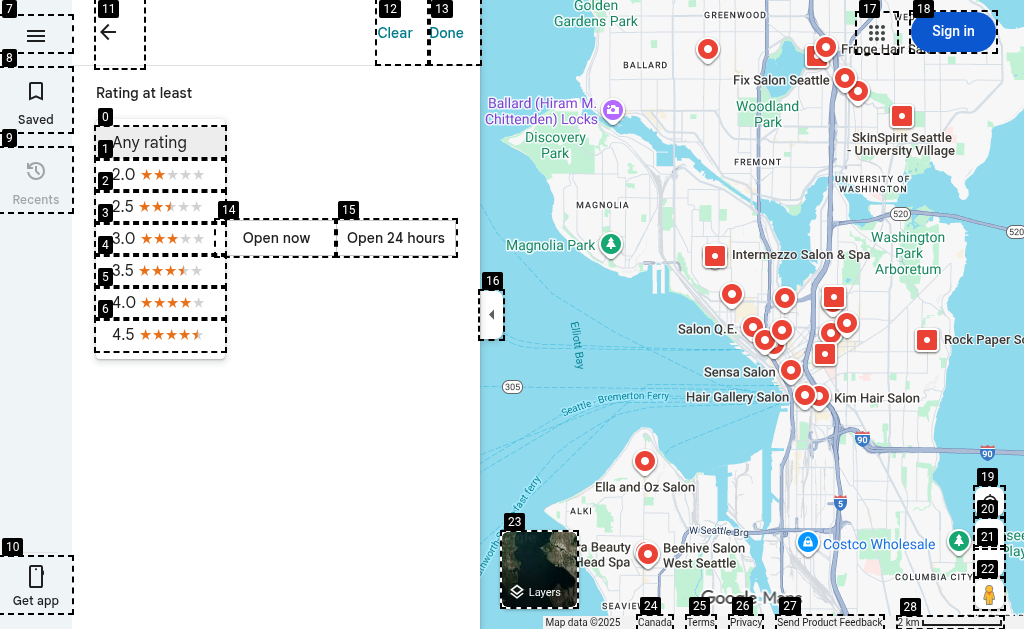 7
8
Saved
9
Recents
10
Get app
11
12
Clear
13
Done
Rating at least
0
Any rating
1
2.0
2
2.5
3
3.0
4
3.5
5
4.0
6
4.5
14
Open now
15
Open 24 hours
16
17
18
Sign in
Golden
Gardens Park
GREENWOOD
WE
BALLARD
Fringe Hair Sa
Fix Salon Seattle
Ballard (Hiram M.
Chittenden) Locks
Woodland
Park
Discovery
Park
SkinSpirit Seattle
- University Village
FREMONT
UNIVERSITY OF
WASHINGTON
MAGNOLIA
520
520
Magnolia Park
Washington
Park
Arboretum
Intermezzo Salon & Spa
Elliott Bay
Salon Q.E.
Rock Paper Sc
Sensa Salon
305
Seattle - Bremerton Ferry
Hair Gallery Salon
Kim Hair Salon
90
90
Ella and Oz Salon
19
20
5
ALKI
21
W Seattle Brg
Costco Wholesale
Beehive Salon
West Seattle
a Beauty
Head Spa
22
COLUMBIA CITY
23
Layers
SEAVIEW
Google Maps
24
25
26
27
28
Map data ©2025
Canada
Terms
Privacy
Send Product Feedback
2 km